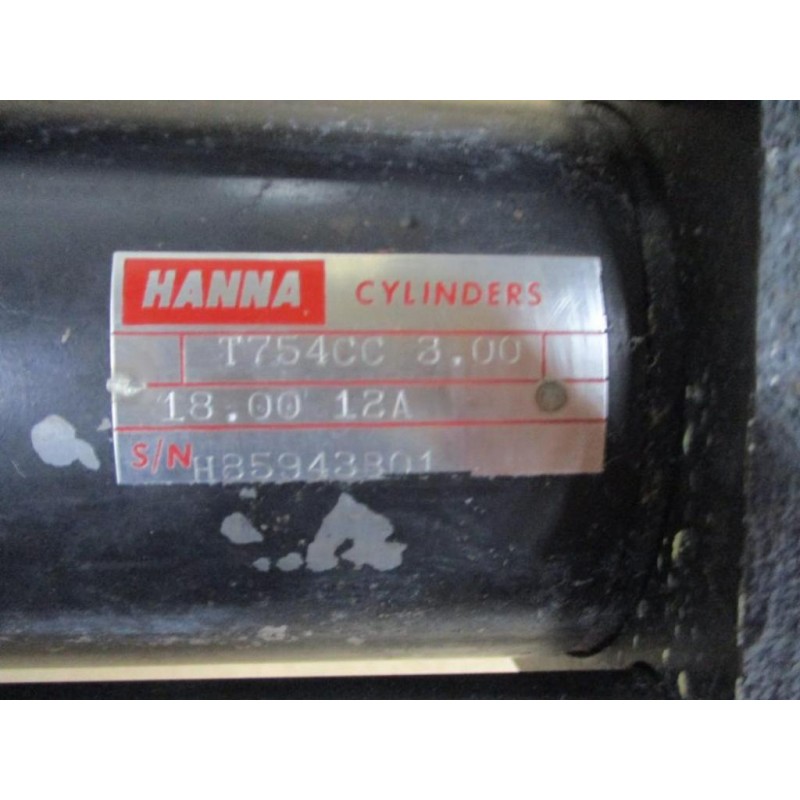 HANNA CYLINDERS
T754CC 3.00
18.00 12A
S/N H85943B01